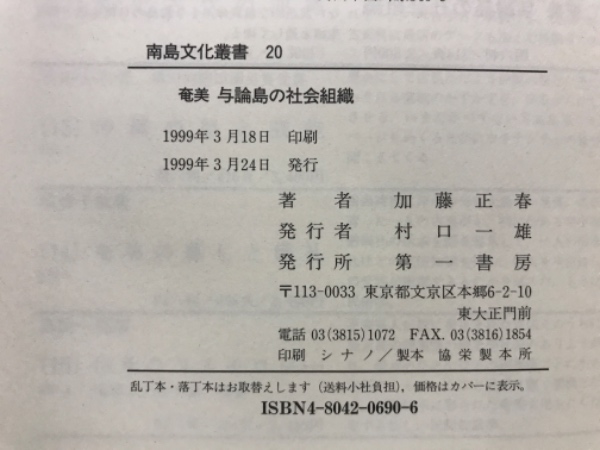 南島文化叢書 20
奄美 与論島の社会組織
1999年3月18日 印刷
1999年3月24日 発行
著者 加藤正春
発行者 村口一雄
発行所 第一書房
〒113-0033 東京都文京区本郷6-2-10
東大正門前
電話 03(3815)1072 FAX. 03(3816)1854
印刷 シナノ/製本 協栄製本所
乱丁本・落丁本はお取替えします(送料小社負担),価格はカバーに表示。
ISBN4-8042-0690-6